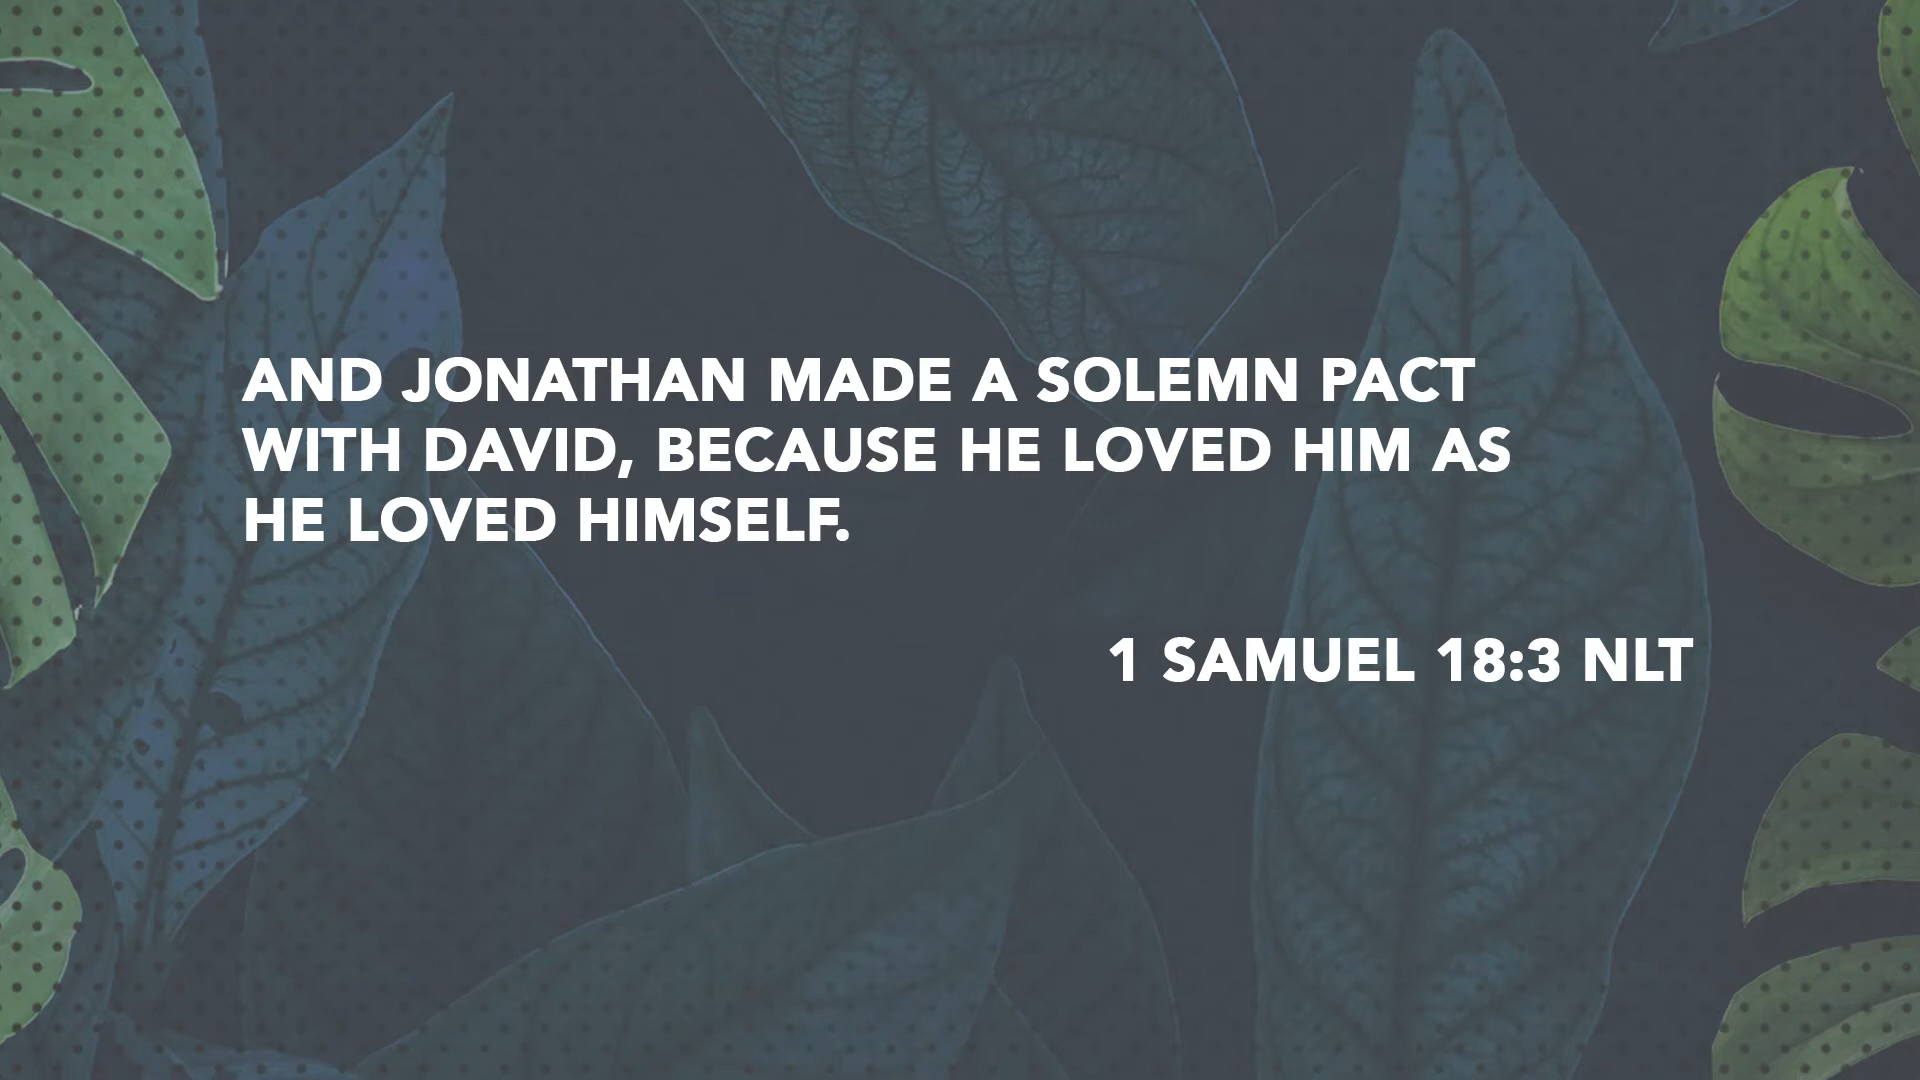 AND JONATHAN MADE A SOLEMN PACT
WITH DAVID, BECAUSE HE LOVED HIM AS
HE LOVED HIMSELF.
1 SAMUEL 18:3 NLT